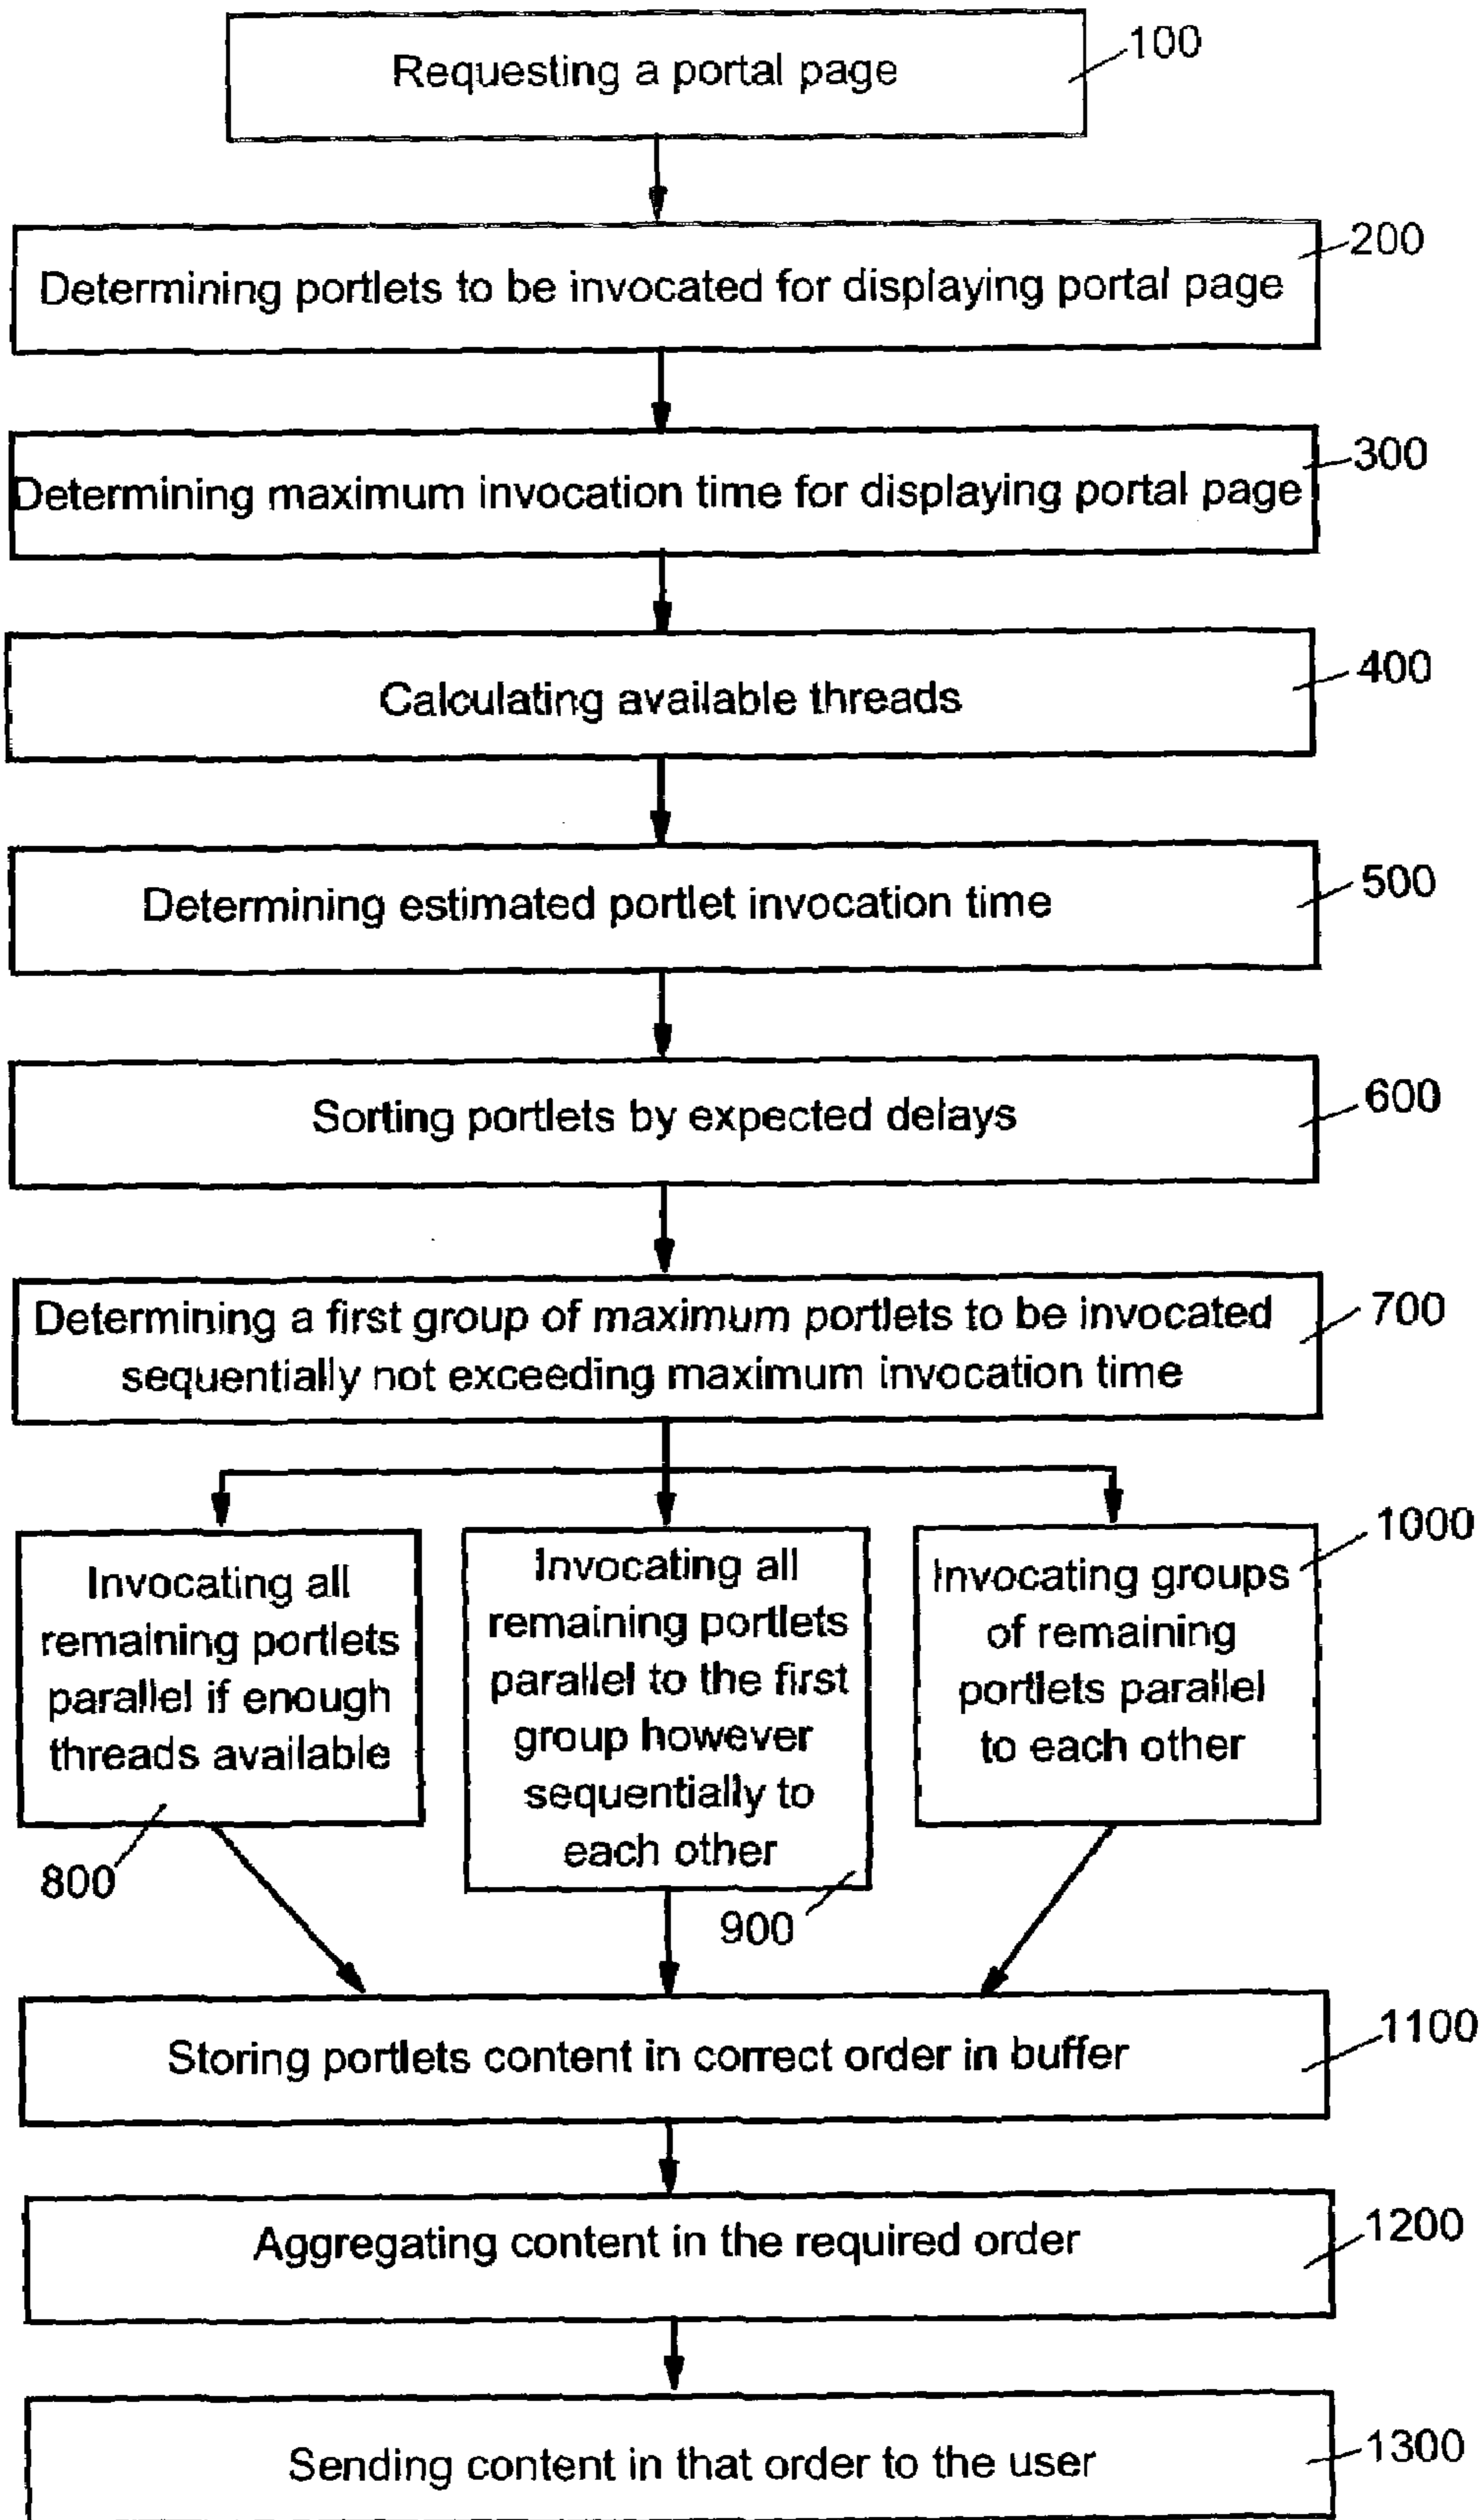 Requesting a portal page
100
Determining portlets to be invocated for displaying portal page
200
Determining maximum invocation time for displaying portal page
300
Calculating available threads
400
Determining estimated portlet invocation time
500
Sorting portlets by expected delays
600
Determining a first group of maximum portlets to be invocated
sequentially not exceeding maximum invocation time
700
Invocating all
remaining portlets
parallel if enough
threads available
800
Invocating all
remaining portlets
parallel to the first
group however
sequentially to
each other
900
Invocating groups
of remaining
portlets parallel
to each other
1000
Storing portlets content in correct order in buffer
1100
Aggregating content in the required order
1200
Sending content in that order to the user
1300